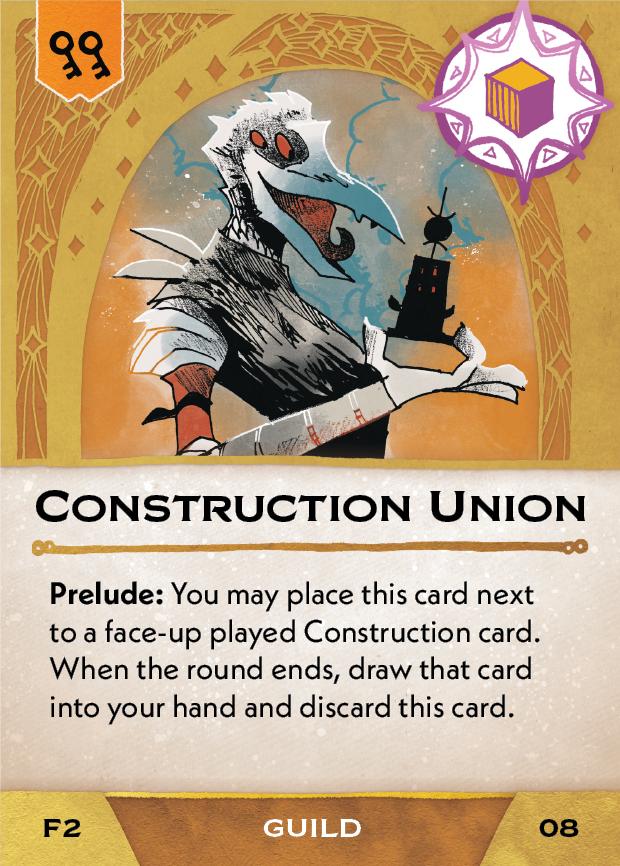 CONSTRUCTION UNION
Prelude: You may place this card next
to a face-up played Construction card.
When the round ends, draw that card
into your hand and discard this card.
F2 GUILD 08